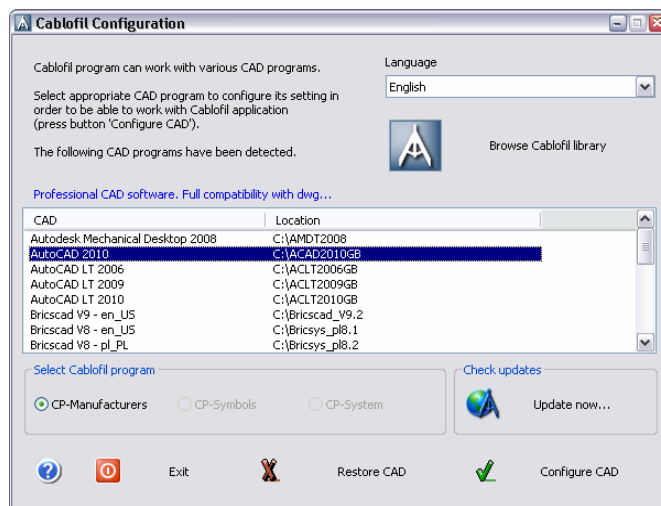 Cablofil Configuration
Cablofil program can work with various CAD programs.
Select appropriate CAD program to configure its setting in
order to be able to work with Cablofil application
(press button 'Configure CAD').
The following CAD programs have been detected.
Language
English
Browse Cablofil library
Professional CAD software. Full compatibility with dwg...
CAD Location
Autodesk Mechanical Desktop 2008 C:\AMDT2008
AutoCAD 2010 C:\ACAD2010GB
AutoCAD LT 2006 C:\ACLT2006GB
AutoCAD LT 2009 C:\ACLT2009GB
AutoCAD LT 2010 C:\ACLT2010GB
Bricscad V9 - en_US C:\Bricscad_V9.2
Bricscad V8 - en_US C:\Bricsys_pl8.1
Bricscad V8 - pl_PL C:\Bricsys_pl8.2
Select Cablofil program
CP-Manufacturers CP-Symbols CP-System
Check updates
Update now...
Exit Restore CAD Configure CAD